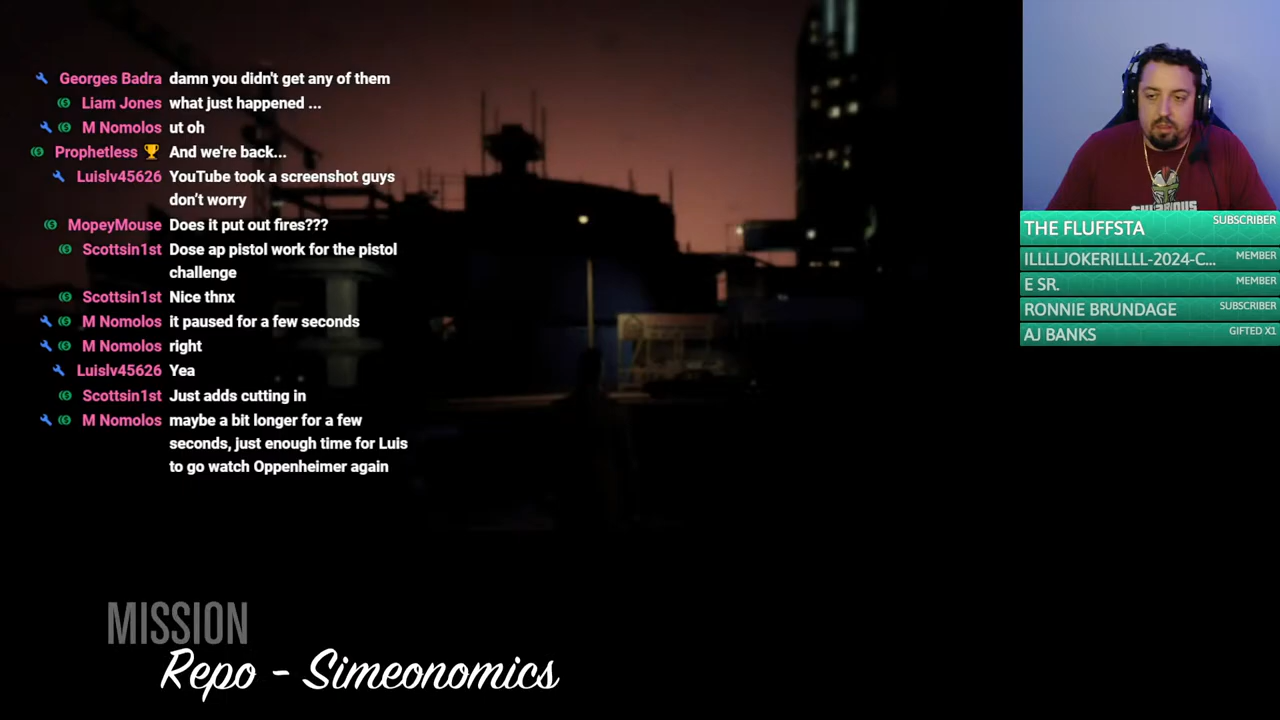 Georges Badra damn you didn't get any of them
Liam Jones what just happened ...
M Nomolos ut oh
Prophetless 🏆 And we're back...
Luislv45626 YouTube took a screenshot guys
don't worry
MopeyMouse Does it put out fires???
Scottsin1st Dose ap pistol work for the pistol
challenge
Scottsin1st Nice thnx
M Nomolos it paused for a few seconds
M Nomolos right
Luislv45626 Yea
Scottsin1st Just adds cutting in
M Nomolos maybe a bit longer for a few
seconds, just enough time for Luis
to go watch Oppenheimer again
THE FLUFFSTA SUBSCRIBER
ILLLLJOKERILLLL-2024-C... MEMBER
E SR. MEMBER
RONNIE BRUNDAGE SUBSCRIBER
AJ BANKS GIFTED X1
MISSION
Repo - Simeonomics